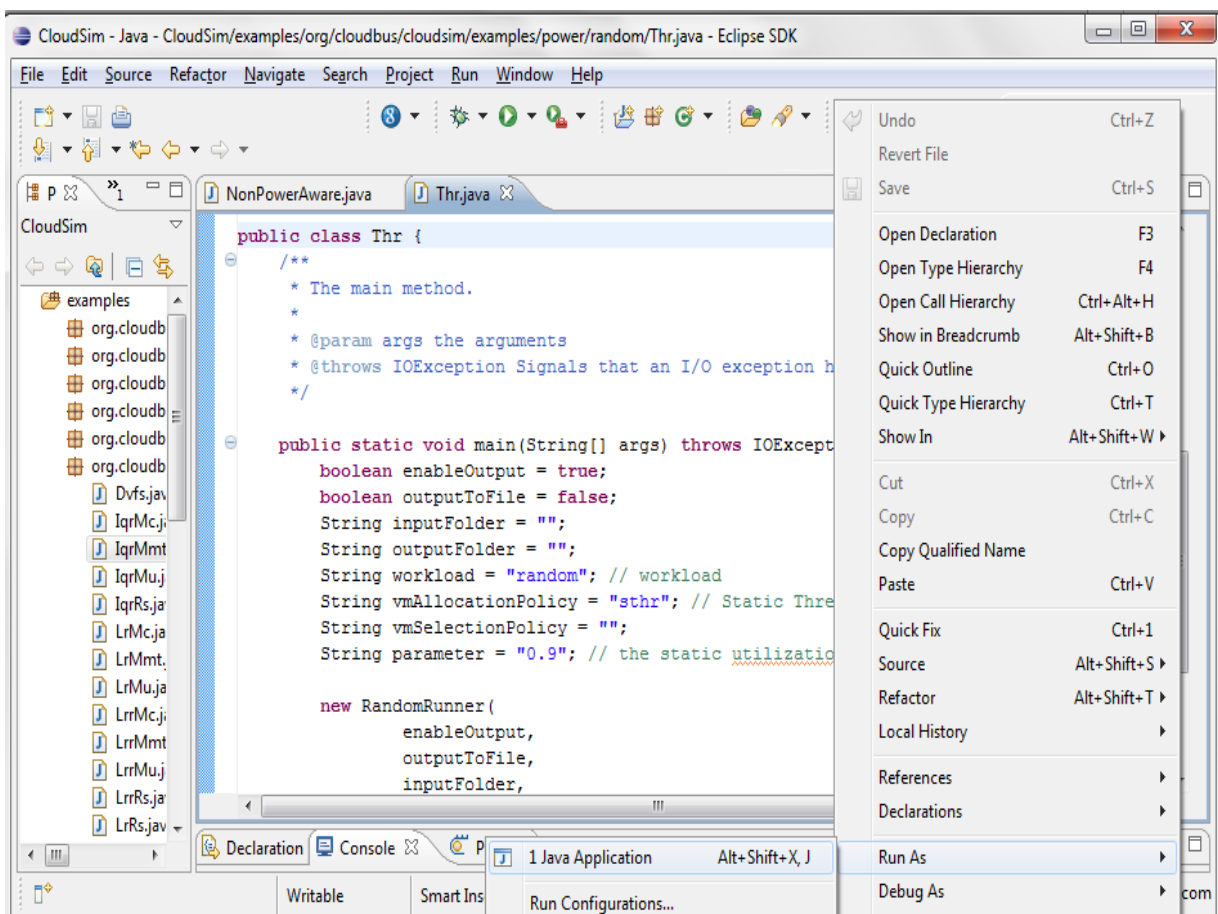 CloudSim - Java - CloudSim/examples/org/cloudbus/cloudsim/examples/power/random/Thr.java - Eclipse SDK
File Edit Source Refactor Navigate Search Project Run Window Help
P
»1
NonPowerAware.java
Thr.java
CloudSim
examples
org.cloudb
org.cloudb
org.cloudb
org.cloudb
org.cloudb
org.cloudb
Dvfs.jav
IqrMc.j
IqrMmt
IqrMu.j
IqrRs.ja
LrMc.ja
LrMmt.
LrMu.ja
LrrMc.j
LrrMmt
LrrMu.j
LrrRs.ja
LrRs.jav
public class Thr {
/**
* The main method.
*
* @param args the arguments
* @throws IOException Signals that an I/O exception h
*/
public static void main(String[] args) throws IOExcept
boolean enableOutput = true;
boolean outputToFile = false;
String inputFolder = "";
String outputFolder = "";
String workload = "random"; // workload
String vmAllocationPolicy = "sthr"; // Static Thre
String vmSelectionPolicy = "";
String parameter = "0.9"; // the static utilizatio
new RandomRunner(
enableOutput,
outputToFile,
inputFolder,
Undo Ctrl+Z
Revert File
Save Ctrl+S
Open Declaration F3
Open Type Hierarchy F4
Open Call Hierarchy Ctrl+Alt+H
Show in Breadcrumb Alt+Shift+B
Quick Outline Ctrl+O
Quick Type Hierarchy Ctrl+T
Show In Alt+Shift+W
Cut Ctrl+X
Copy Ctrl+C
Copy Qualified Name
Paste Ctrl+V
Quick Fix Ctrl+1
Source Alt+Shift+S
Refactor Alt+Shift+T
Local History
References
Declarations
Run As
Debug As
Declaration
Console
P
1 Java Application Alt+Shift+X, J
Run Configurations...
Writable
Smart Ins
com